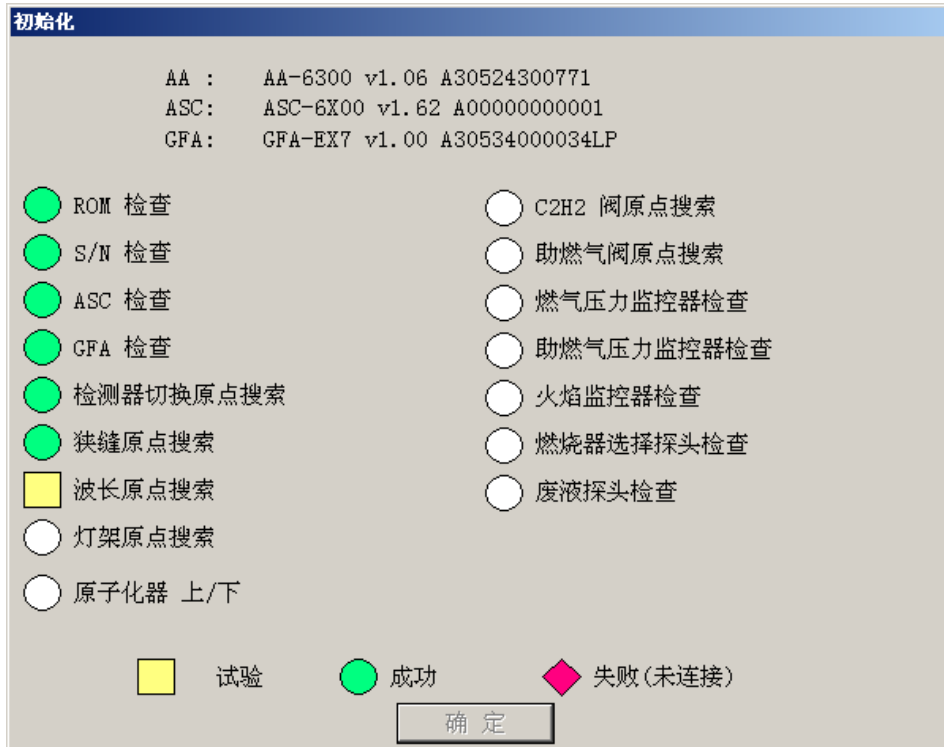 初始化
AA : AA-6300 v1.06 A30524300771
ASC: ASC-6X00 v1.62 A00000000001
GFA: GFA-EX7 v1.00 A30534000034LP
ROM 检查
S/N 检查
ASC 检查
GFA 检查
检测器切换原点搜索
狭缝原点搜索
波长原点搜索
灯架原点搜索
原子化器 上/下
C2H2 阀原点搜索
助燃气阀原点搜索
燃气压力监控器检查
助燃气压力监控器检查
火焰监控器检查
燃烧器选择探头检查
废液探头检查
试验 成功 失败(未连接)
确 定